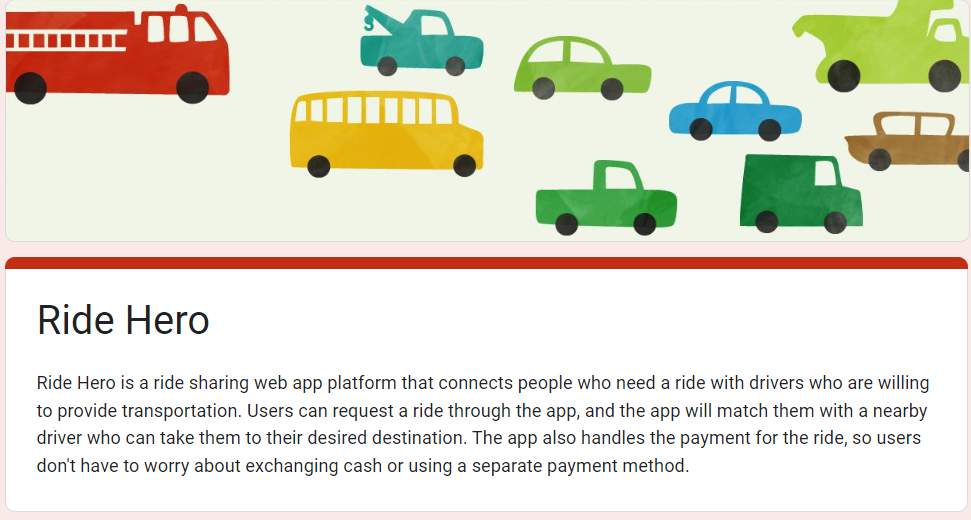 Ride Hero
Ride Hero is a ride sharing web app platform that connects people who need a ride with drivers who are willing
to provide transportation. Users can request a ride through the app, and the app will match them with a nearby
driver who can take them to their desired destination. The app also handles the payment for the ride, so users
don't have to worry about exchanging cash or using a separate payment method.